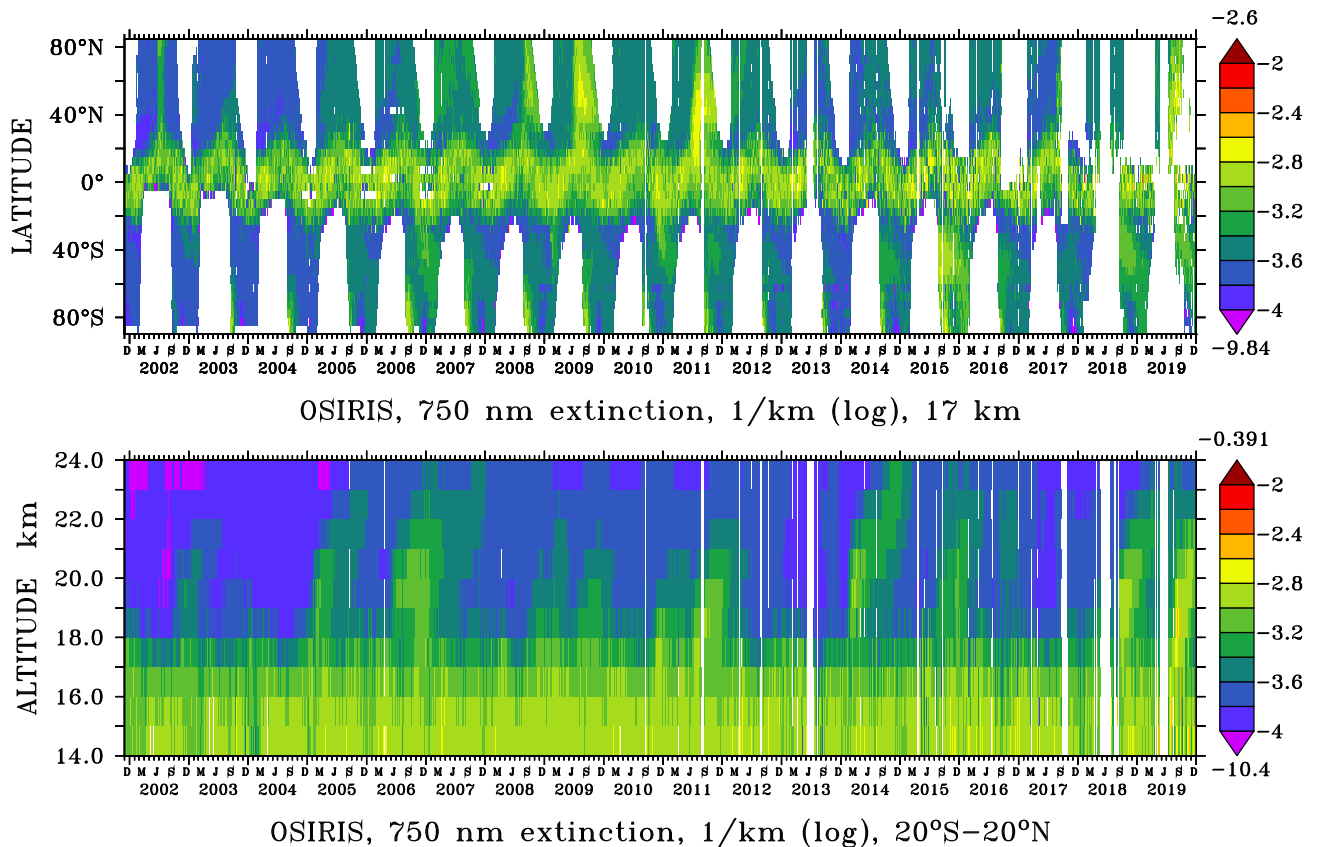 -2.6
80°N
40°N
0°
40°S
80°S
LATITUDE
-2
-2.4
-2.8
-3.2
-3.6
-4
-9.84
D M J S D M J S D M J S D M J S D M J S D M J S D M J S D M J S D M J S D M J S D M J S D M J S D M J S D M J S D M J S D M J S D M J S D M J S D
2002 2003 2004 2005 2006 2007 2008 2009 2010 2011 2012 2013 2014 2015 2016 2017 2018 2019
OSIRIS, 750 nm extinction, 1/km (log), 17 km
-0.391
24.0
22.0
20.0
18.0
16.0
14.0
ALTITUDE km
-2
-2.4
-2.8
-3.2
-3.6
-4
-10.4
D M J S D M J S D M J S D M J S D M J S D M J S D M J S D M J S D M J S D M J S D M J S D M J S D M J S D M J S D M J S D M J S D M J S D M J S D
2002 2003 2004 2005 2006 2007 2008 2009 2010 2011 2012 2013 2014 2015 2016 2017 2018 2019
OSIRIS, 750 nm extinction, 1/km (log), 20°S-20°N